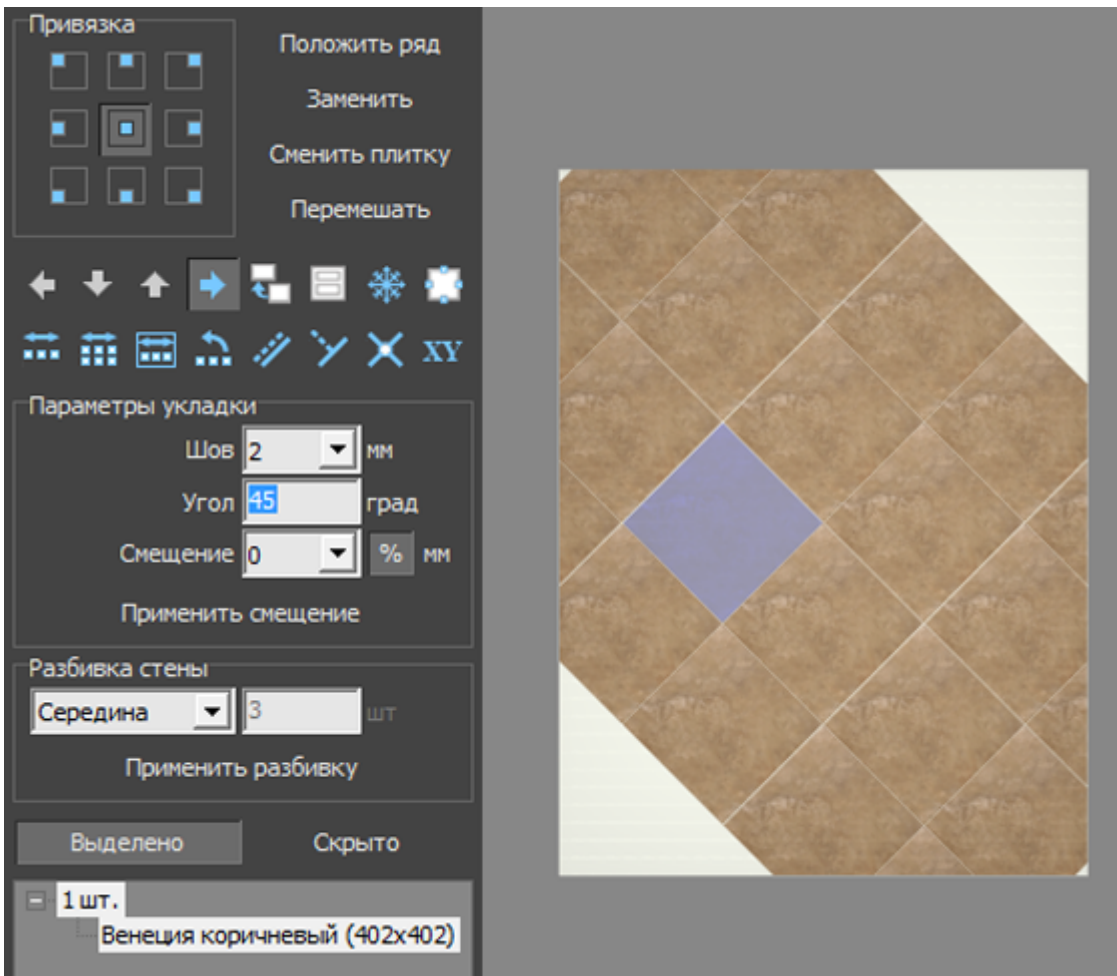 Привязка
Положить ряд
Заменить
Сменить плитку
Перемешать
XY
Параметры укладки
Шов 2 мм
Угол 45 град
Смещение 0 % мм
Применить смещение
Разбивка стены
Середина 3 шт
Применить разбивку
Выделено Скрыто
1 шт.
Венеция коричневый (402x402)